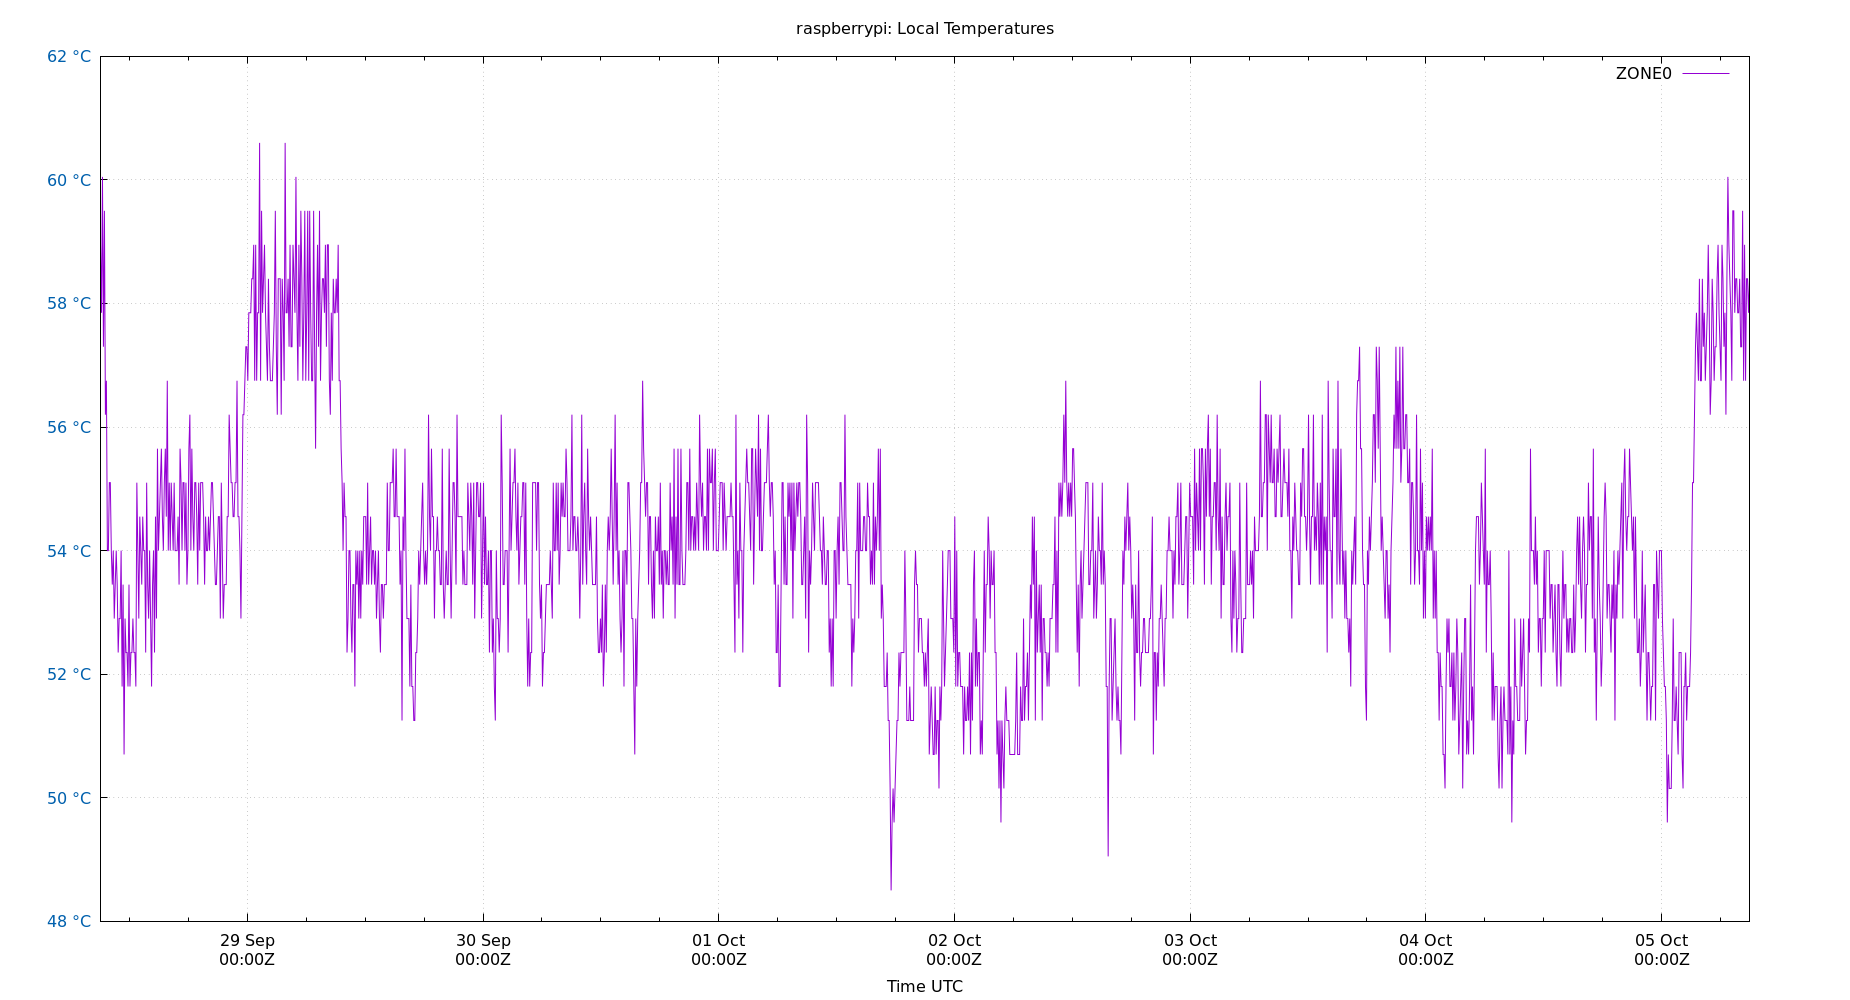 raspberrypi: Local Temperatures
62 °C
ZONE0
60 °C
58 °C
56 °C
54 °C
52 °C
50 °C
48 °C
29 Sep 30 Sep 01 Oct 02 Oct 03 Oct 04 Oct 05 Oct
00:00Z 00:00Z 00:00Z 00:00Z 00:00Z 00:00Z 00:00Z
Time UTC